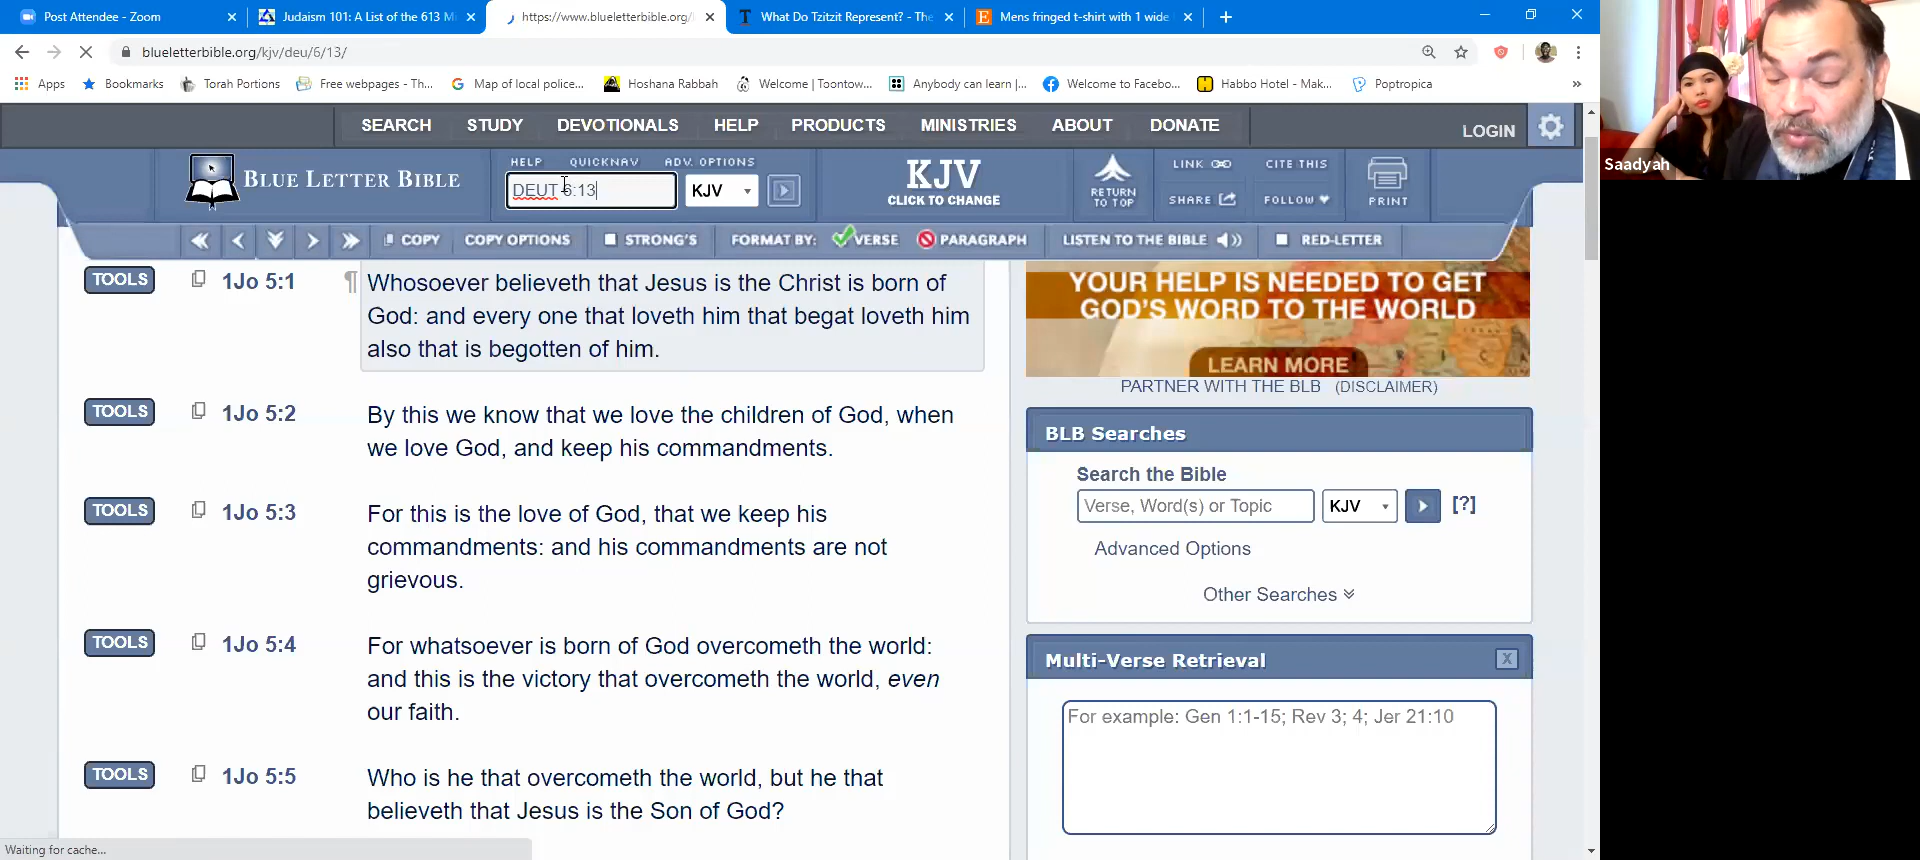 Post Attendee - Zoom
Judaism 101: A List of the 613 Mi
https://www.blueletterbible.org/
What Do Tzitzit Represent? - The
Mens fringed t-shirt with 1 wide
blueletterbible.org/kjv/deu/6/13/
Apps
Bookmarks
Torah Portions
Free webpages - Th...
Map of local police...
Hoshana Rabbah
Welcome | Toontow...
Anybody can learn |...
Welcome to Facebo...
Habbo Hotel - Mak...
Poptropica
SEARCH STUDY DEVOTIONALS HELP PRODUCTS MINISTRIES ABOUT DONATE
LOGIN
BLUE LETTER BIBLE
HELP QUICKNAV ADV. OPTIONS
DEUT 6:13
KJV
KJV
CLICK TO CHANGE
RETURN
TO TOP
LINK
CITE THIS
SHARE
FOLLOW
PRINT
COPY COPY OPTIONS STRONG'S FORMAT BY: VERSE PARAGRAPH LISTEN TO THE BIBLE RED-LETTER
TOOLS 1Jo 5:1 ¶ Whosoever believeth that Jesus is the Christ is born of
God: and every one that loveth him that begat loveth him
also that is begotten of him.
TOOLS 1Jo 5:2 By this we know that we love the children of God, when
we love God, and keep his commandments.
TOOLS 1Jo 5:3 For this is the love of God, that we keep his
commandments: and his commandments are not
grievous.
TOOLS 1Jo 5:4 For whatsoever is born of God overcometh the world:
and this is the victory that overcometh the world, even
our faith.
TOOLS 1Jo 5:5 Who is he that overcometh the world, but he that
believeth that Jesus is the Son of God?
YOUR HELP IS NEEDED TO GET
GOD'S WORD TO THE WORLD
LEARN MORE
PARTNER WITH THE BLB (DISCLAIMER)
BLB Searches
Search the Bible
Verse, Word(s) or Topic
KJV
[?]
Advanced Options
Other Searches
Multi-Verse Retrieval
X
For example: Gen 1:1-15; Rev 3; 4; Jer 21:10
Waiting for cache...
Saadyah